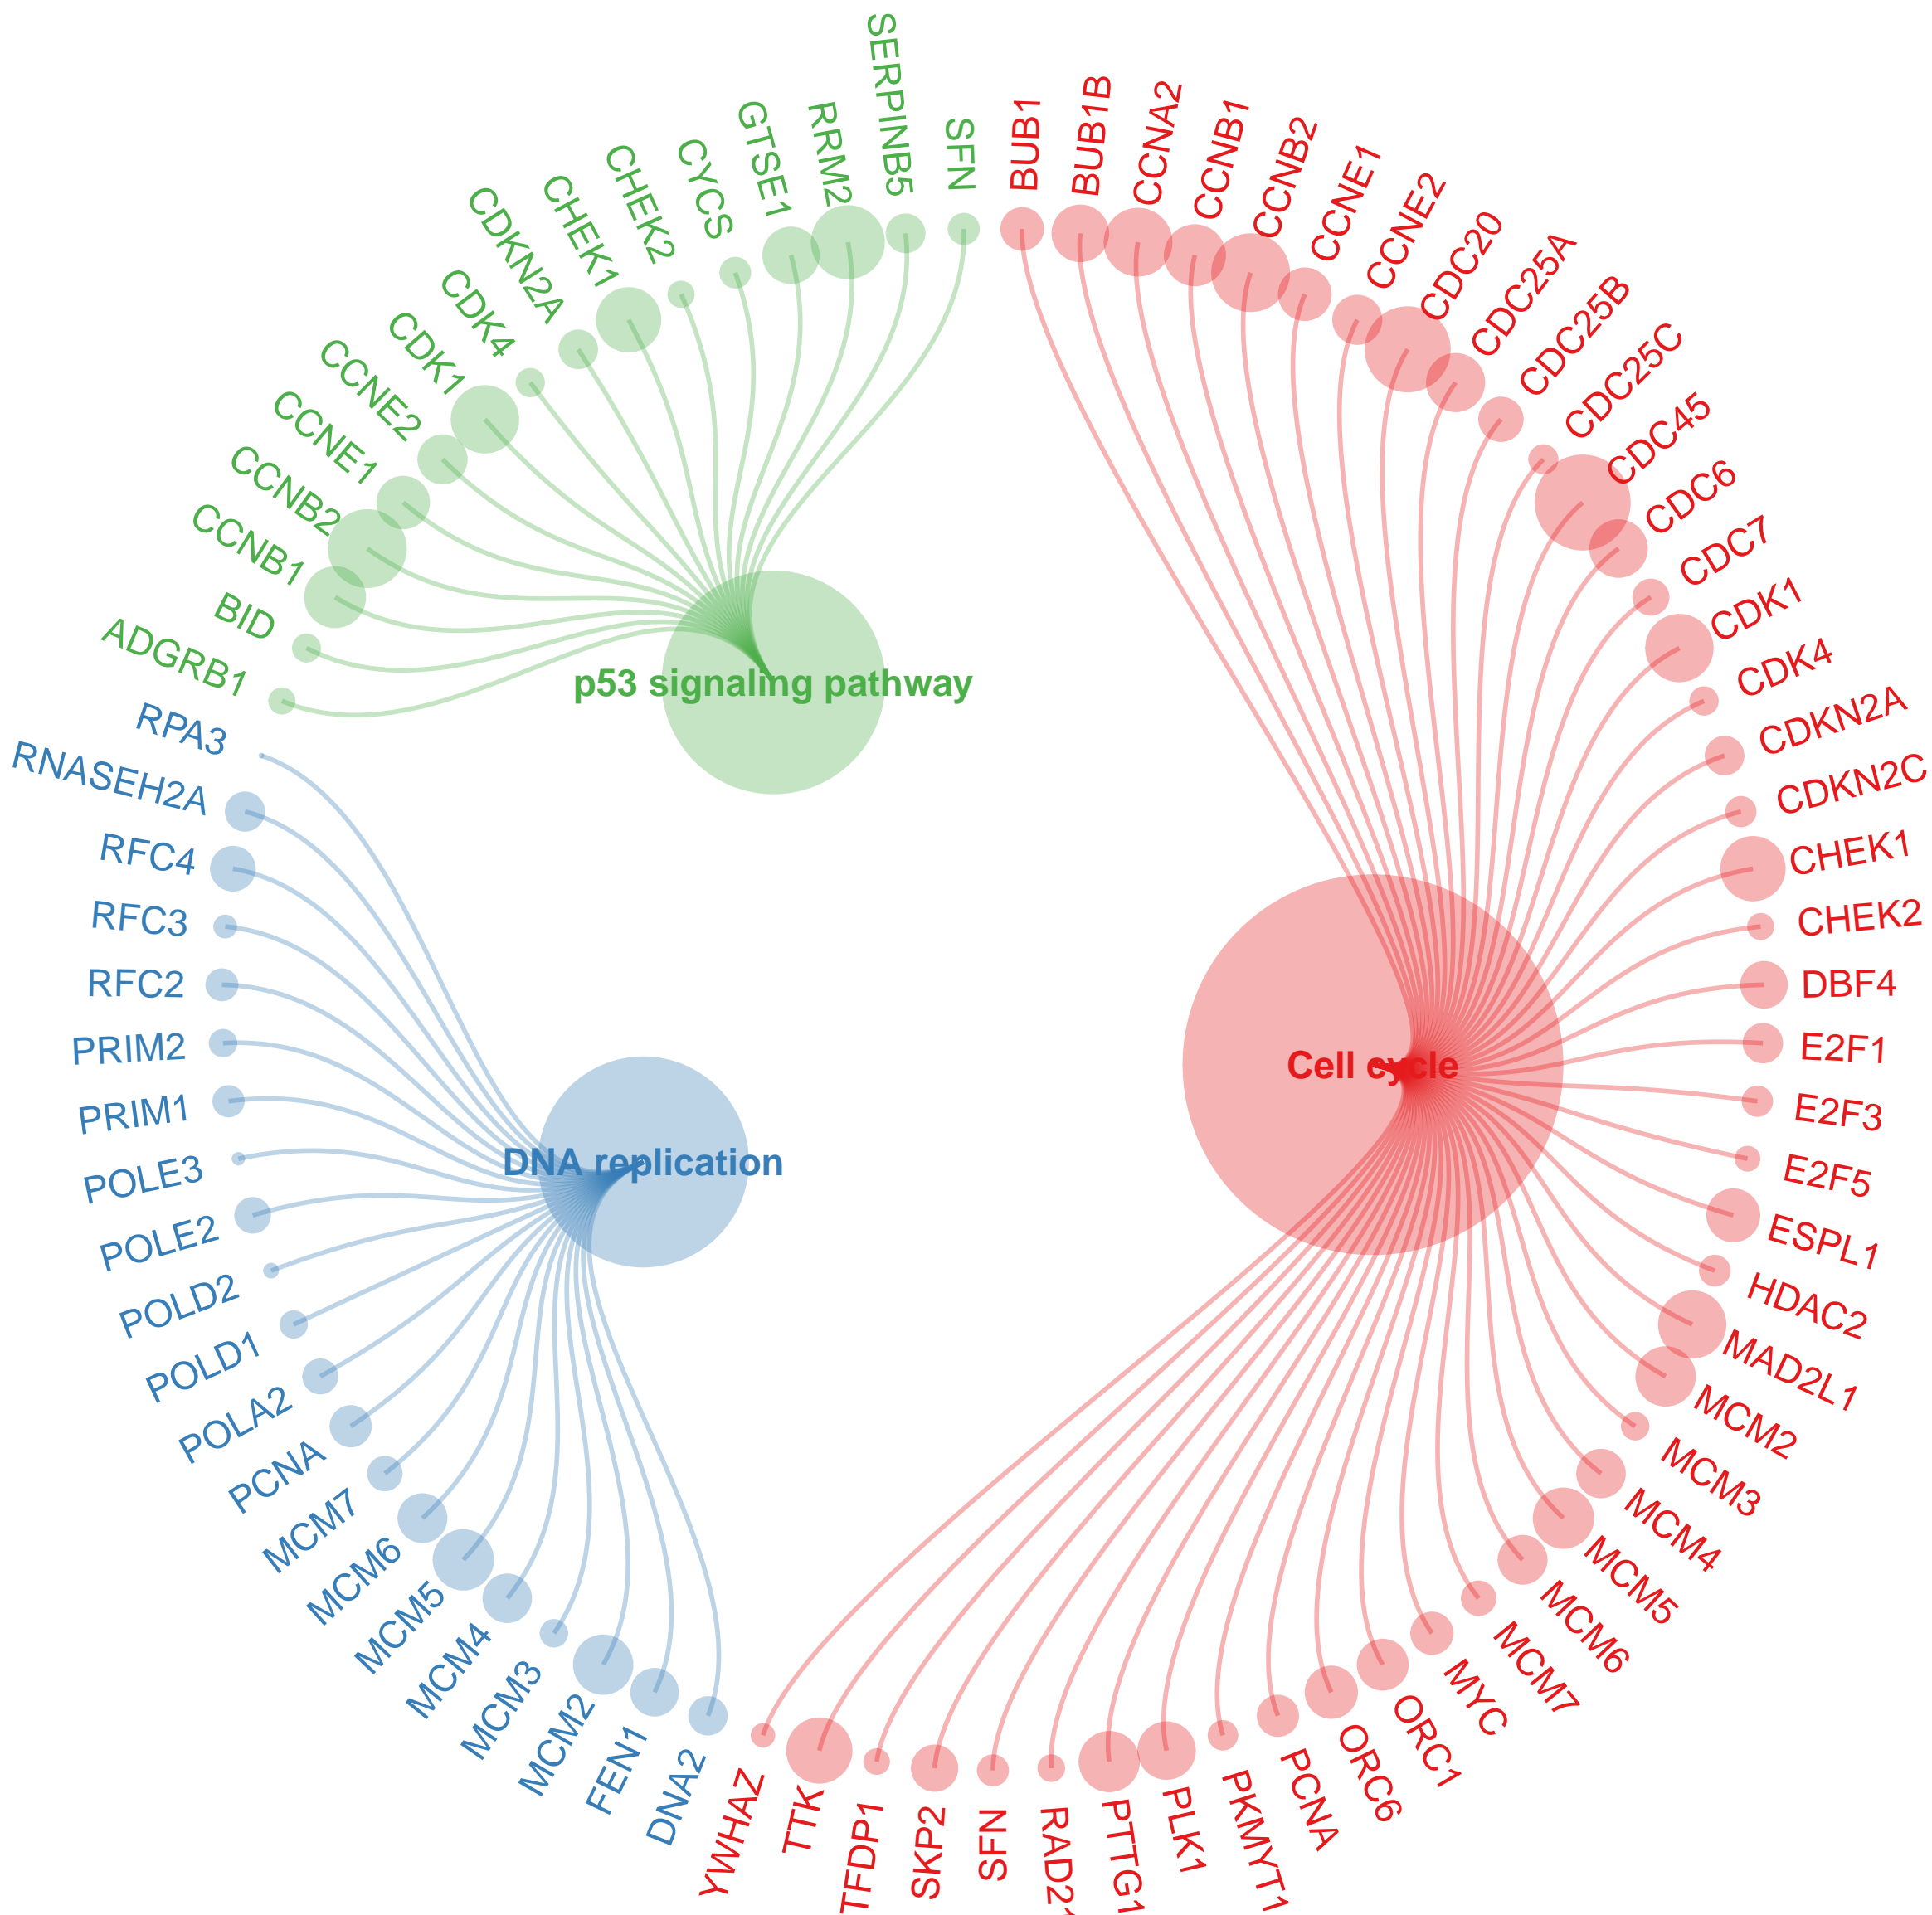 SERPINB5
SFN
RRM2
GTSE1
CYCS
CHEK2
CHEK1
CDKN2A
CDK4
CDK1
CCNE2
CCNE1
CCNB2
CCNB1
BID
ADGRB1
p53 signaling pathway
BUB1
BUB1B
CCNA2
CCNB1
CCNB2
CCNE1
CCNE2
CDC20
CDC25A
CDC25B
CDC25C
CDC45
CDC6
CDC7
CDK1
CDK4
CDKN2A
CDKN2C
CHEK1
CHEK2
DBF4
E2F1
E2F3
E2F5
ESPL1
HDAC2
MAD2L1
MCM2
MCM3
MCM4
MCM5
MCM6
MCM7
MYC
ORC1
ORC6
PCNA
PKMYT1
PLK1
PTTG1
RAD21
SFN
SKP2
TFDP1
TTK
YWHAZ
Cell cycle
RPA3
RNASEH2A
RFC4
RFC3
RFC2
PRIM2
PRIM1
POLE3
POLE2
POLD2
POLD1
POLA2
PCNA
MCM7
MCM6
MCM5
MCM4
MCM3
MCM2
FEN1
DNA2
DNA replication